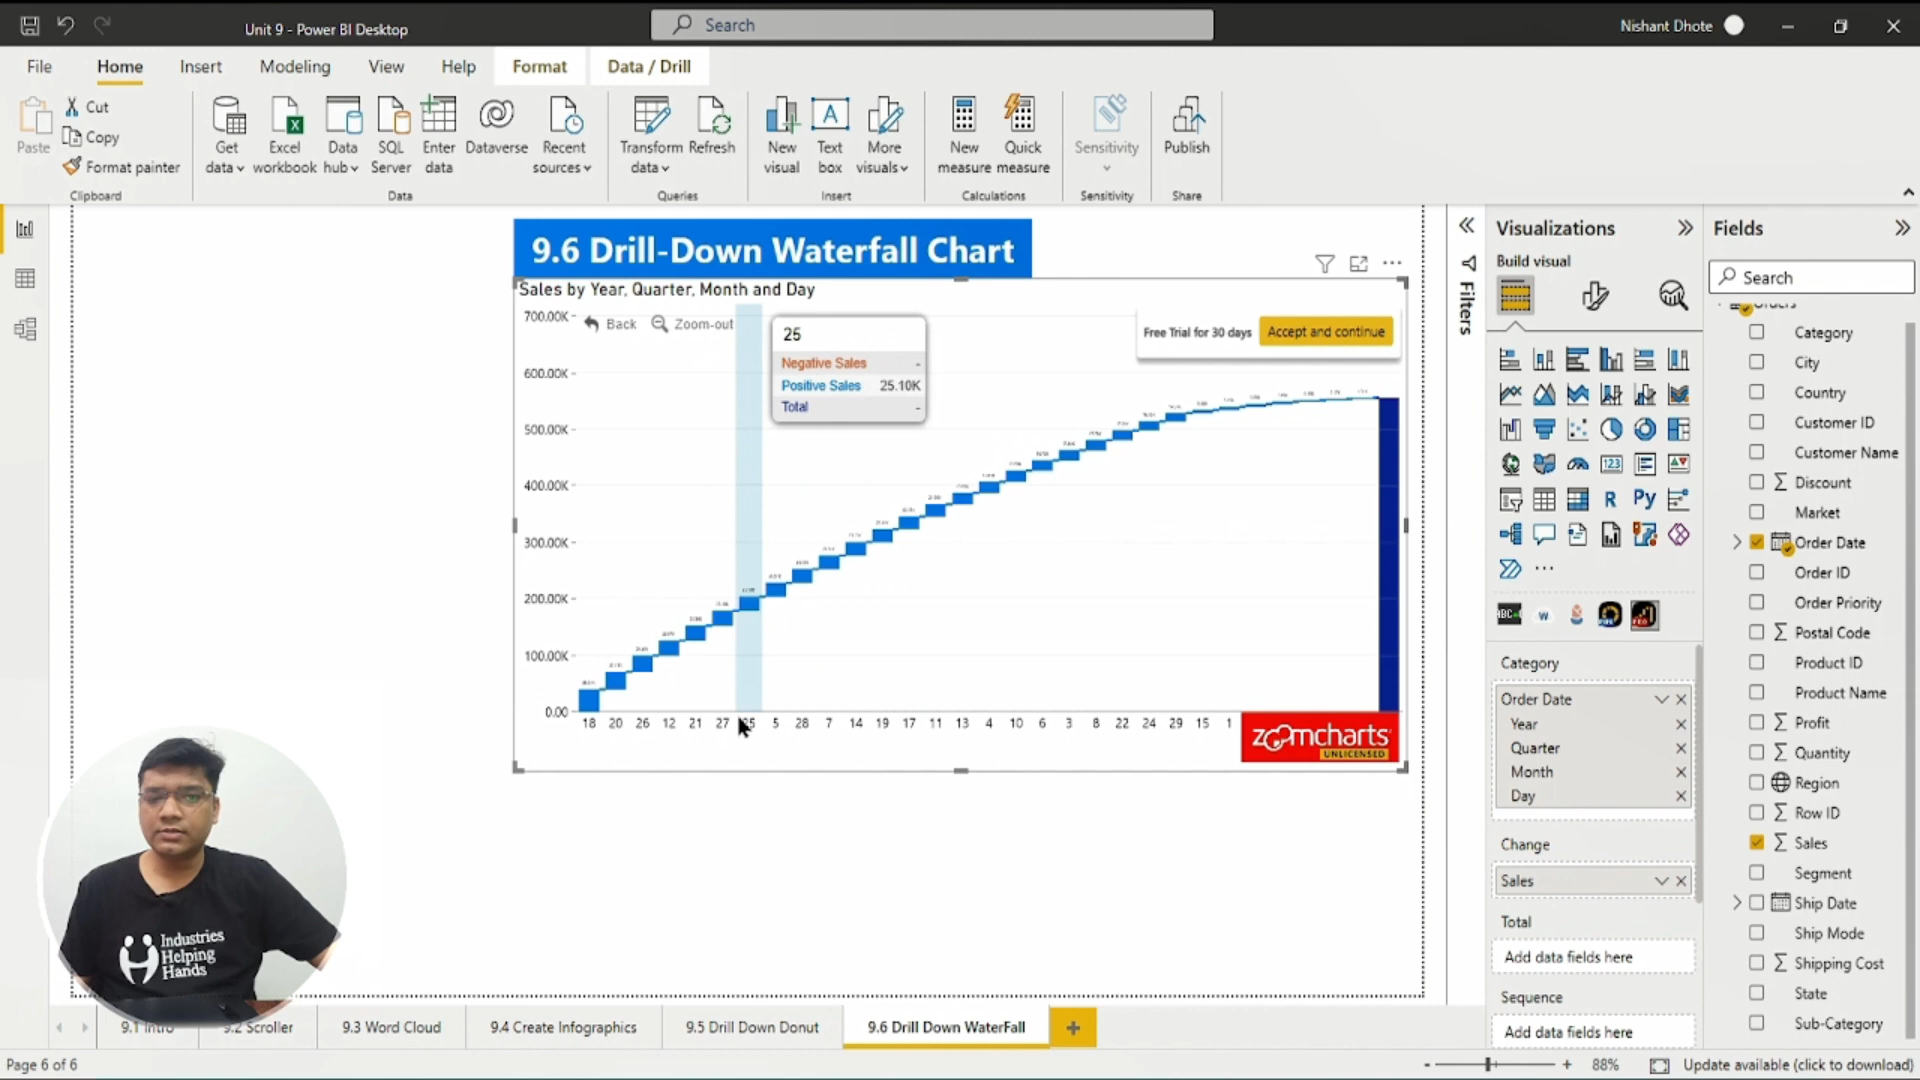 Unit 9 - Power BI Desktop
Search
Nishant Dhote
File
Home
Insert
Modeling
View
Help
Format
Data / Drill
Paste
Cut
Copy
Format painter
Clipboard
Get data
Excel workbook
Data hub
SQL Server
Enter data
Dataverse
Recent sources
Data
Transform data
Refresh
Queries
New visual
Text box
More visuals
Insert
New measure
Quick measure
Calculations
Sensitivity
Sensitivity
Publish
Share
9.6 Drill-Down Waterfall Chart
Sales by Year, Quarter, Month and Day
Back
Zoom-out
25
Negative Sales -
Positive Sales 25.10K
Total -
Free Trial for 30 days
Accept and continue
700.00K
600.00K
500.00K
400.00K
300.00K
200.00K
100.00K
0.00
18 20 26 12 21 27 25 5 28 7 14 19 17 11 13 4 10 6 3 8 22 24 29 15 1
zoomcharts
UNLICENSED
Industries
Helping
Hands
Filters
Visualizations
Build visual
123
R
Py
ABC
W
PRO
Category
Order Date
Year
Quarter
Month
Day
Change
Sales
Total
Add data fields here
Sequence
Add data fields here
Fields
Search
Orders
Category
City
Country
Customer ID
Customer Name
Discount
Market
Order Date
Order ID
Order Priority
Postal Code
Product ID
Product Name
Profit
Quantity
Region
Row ID
Sales
Segment
Ship Date
Ship Mode
Shipping Cost
State
Sub-Category
9.1 Intro
9.2 Scroller
9.3 Word Cloud
9.4 Create Infographics
9.5 Drill Down Donut
9.6 Drill Down WaterFall
Page 6 of 6
88%
Update available (click to download)